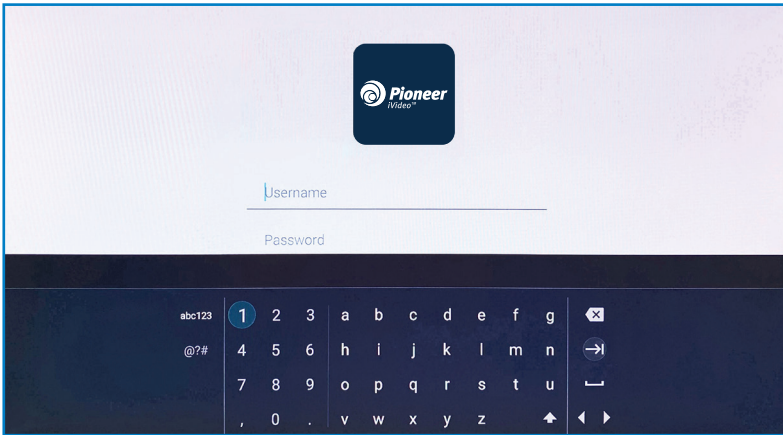 Pioneer
iVideo™
Username
Password
abc123 1 2 3 a b c d e f g
@?# 4 5 6 h i j k l m n
7 8 9 o p q r s t u
, 0 . v w x y z